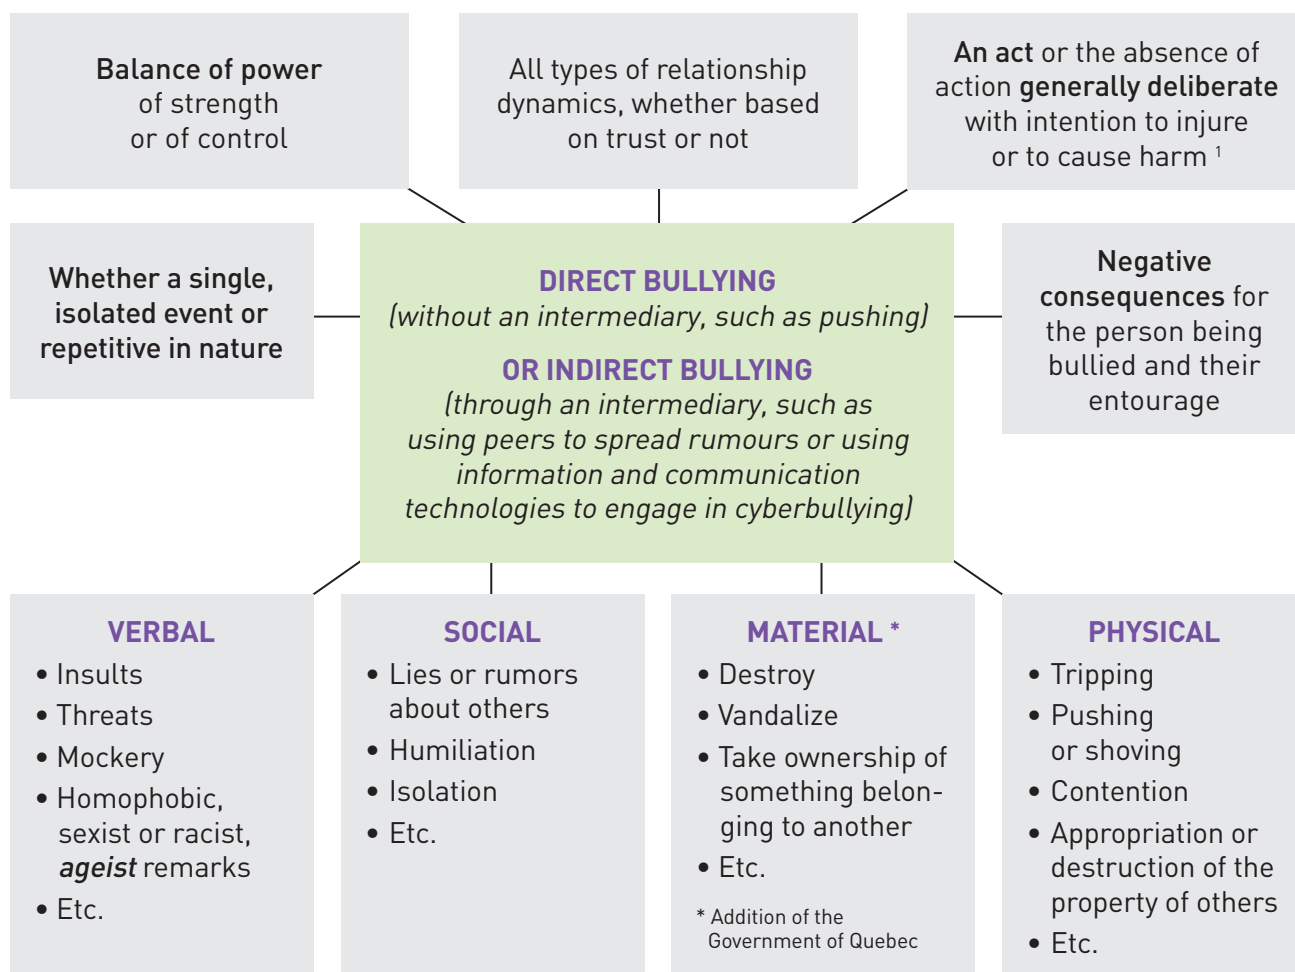 Balance of power
of strength
or of control
All types of relationship
dynamics, whether based
on trust or not
An act or the absence of
action generally deliberate
with intention to injure
or to cause harm 1
Whether a single,
isolated event or
repetitive in nature
DIRECT BULLYING
(without an intermediary, such as pushing)
OR INDIRECT BULLYING
(through an intermediary, such as
using peers to spread rumours or using
information and communication
technologies to engage in cyberbullying)
Negative
consequences for
the person being
bullied and their
entourage
VERBAL
• Insults
• Threats
• Mockery
• Homophobic,
sexist or racist,
ageist remarks
• Etc.
SOCIAL
• Lies or rumors
about others
• Humiliation
• Isolation
• Etc.
MATERIAL *
• Destroy
• Vandalize
• Take ownership of
something belon-
ging to another
• Etc.
* Addition of the
Government of Quebec
PHYSICAL
• Tripping
• Pushing
or shoving
• Contention
• Appropriation or
destruction of the
property of others
• Etc.